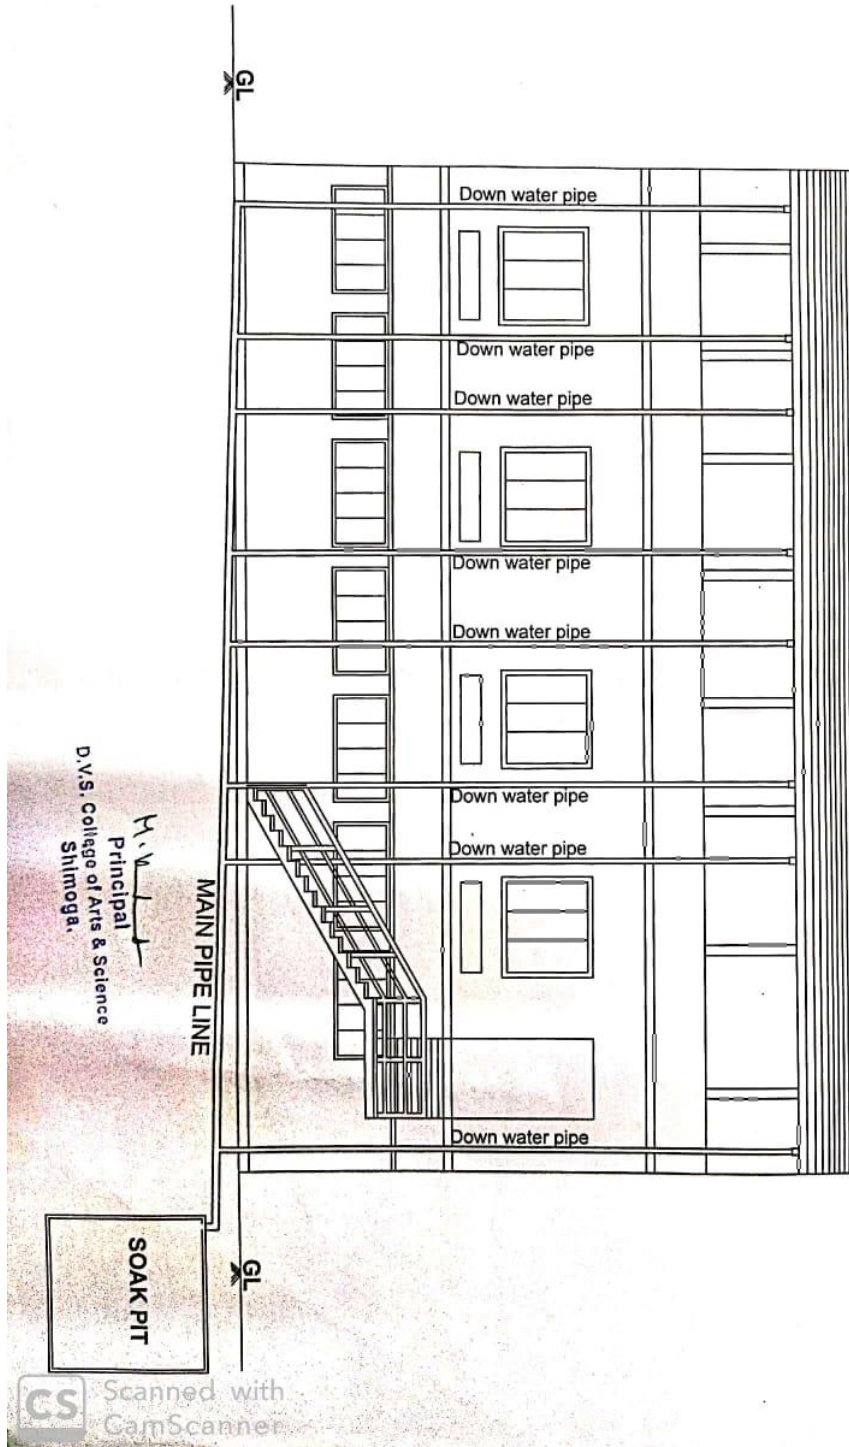 GL
Down water pipe
Down water pipe
Down water pipe
Down water pipe
Down water pipe
Down water pipe
Down water pipe
Down water pipe
MAIN PIPE LINE
Principal
D.V.S. College of Arts & Science
Shimoga.
SOAK PIT
GL
CS
Scanned with
CamScanner